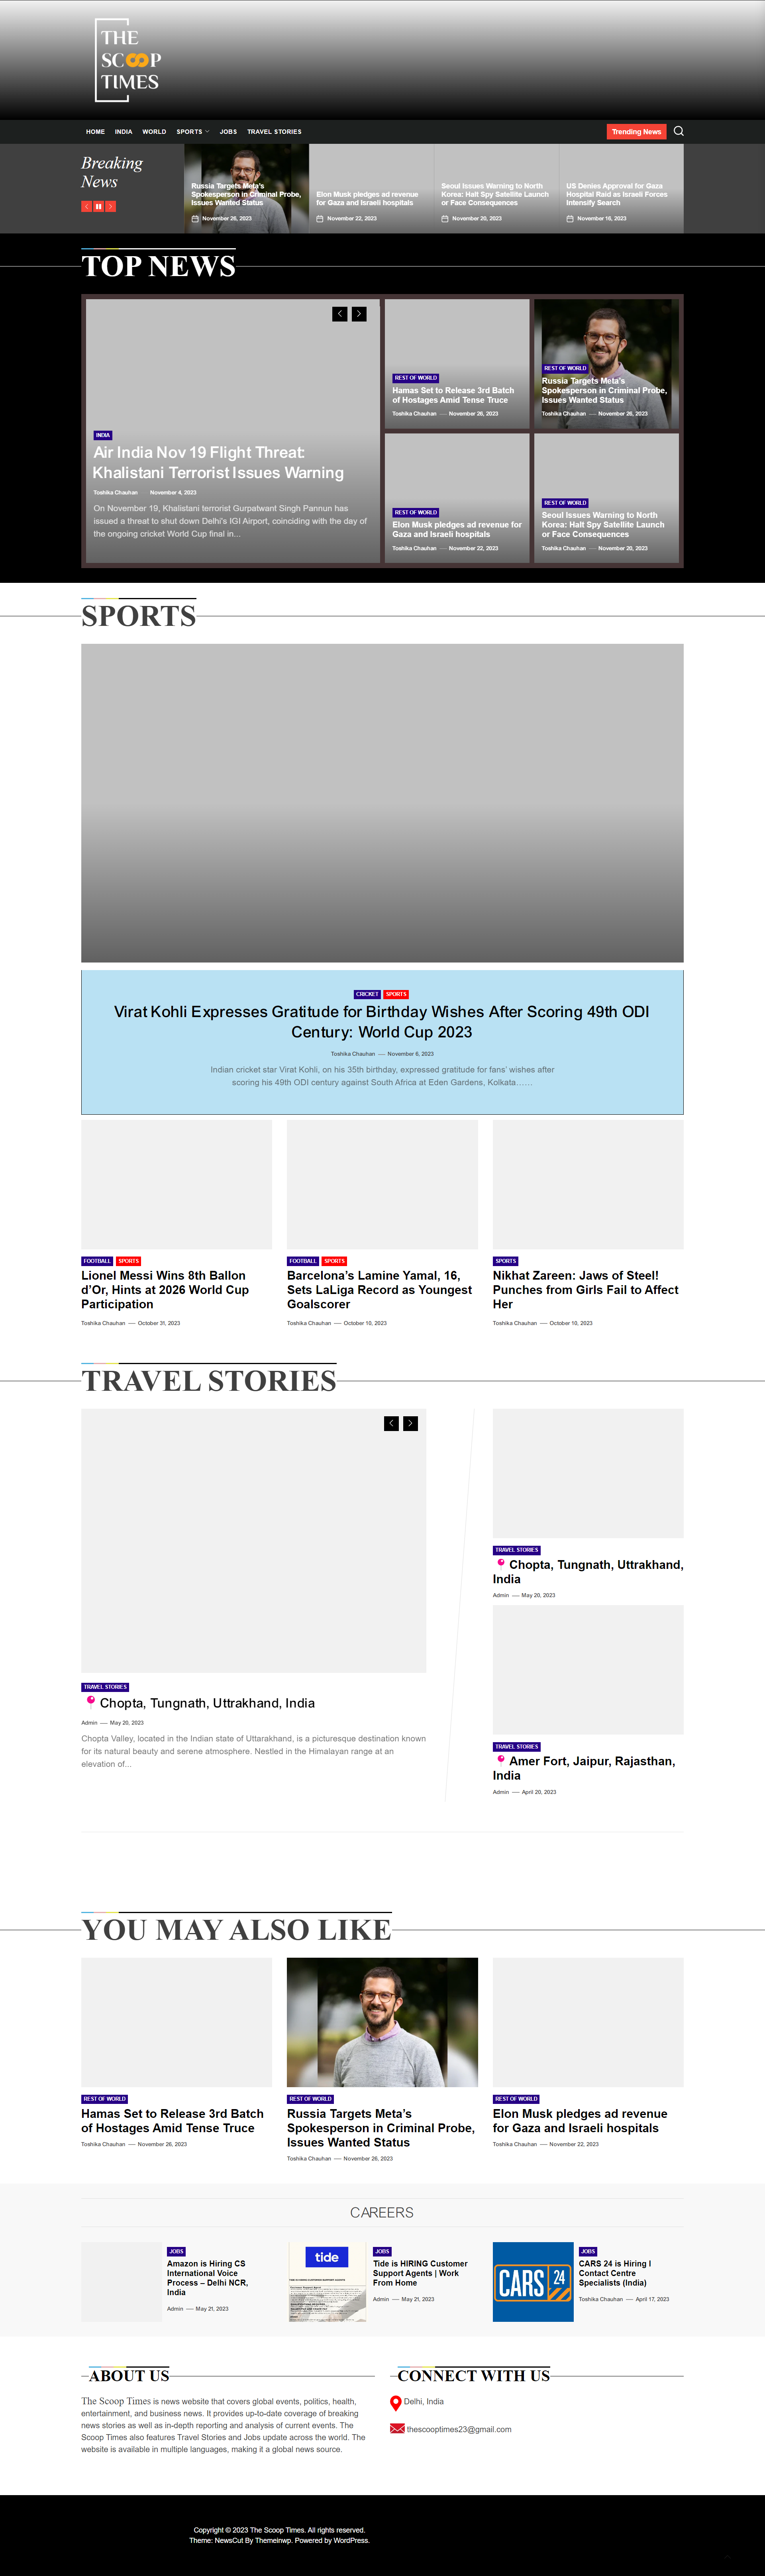 THE
SCOOP
TIMES
HOME INDIA WORLD SPORTS JOBS TRAVEL STORIES
Trending News
Breaking
News
Russia Targets Meta's
Spokesperson in Criminal Probe,
Issues Wanted Status
November 26, 2023
Elon Musk pledges ad revenue
for Gaza and Israeli hospitals
November 22, 2023
Seoul Issues Warning to North
Korea: Halt Spy Satellite Launch
or Face Consequences
November 20, 2023
US Denies Approval for Gaza
Hospital Raid as Israeli Forces
Intensify Search
November 16, 2023
TOP NEWS
INDIA
Air India Nov 19 Flight Threat:
Khalistani Terrorist Issues Warning
Toshika Chauhan November 4, 2023
On November 19, Khalistani terrorist Gurpatwant Singh Pannun has
issued a threat to shut down Delhi's IGI Airport, coinciding with the day of
the ongoing cricket World Cup final in...
REST OF WORLD
Hamas Set to Release 3rd Batch
of Hostages Amid Tense Truce
Toshika Chauhan — November 26, 2023
REST OF WORLD
Russia Targets Meta's
Spokesperson in Criminal Probe,
Issues Wanted Status
Toshika Chauhan — November 26, 2023
REST OF WORLD
Elon Musk pledges ad revenue for
Gaza and Israeli hospitals
Toshika Chauhan — November 22, 2023
REST OF WORLD
Seoul Issues Warning to North
Korea: Halt Spy Satellite Launch
or Face Consequences
Toshika Chauhan — November 20, 2023
SPORTS
CRICKET SPORTS
Virat Kohli Expresses Gratitude for Birthday Wishes After Scoring 49th ODI
Century: World Cup 2023
Toshika Chauhan — November 6, 2023
Indian cricket star Virat Kohli, on his 35th birthday, expressed gratitude for fans' wishes after
scoring his 49th ODI century against South Africa at Eden Gardens, Kolkata……
FOOTBALL SPORTS
Lionel Messi Wins 8th Ballon
d'Or, Hints at 2026 World Cup
Participation
Toshika Chauhan — October 31, 2023
FOOTBALL SPORTS
Barcelona's Lamine Yamal, 16,
Sets LaLiga Record as Youngest
Goalscorer
Toshika Chauhan — October 10, 2023
SPORTS
Nikhat Zareen: Jaws of Steel!
Punches from Girls Fail to Affect
Her
Toshika Chauhan — October 10, 2023
TRAVEL STORIES
TRAVEL STORIES
Chopta, Tungnath, Uttrakhand, India
Admin — May 20, 2023
Chopta Valley, located in the Indian state of Uttarakhand, is a picturesque destination known
for its natural beauty and serene atmosphere. Nestled in the Himalayan range at an
elevation of...
TRAVEL STORIES
Chopta, Tungnath, Uttrakhand,
India
Admin — May 20, 2023
TRAVEL STORIES
Amer Fort, Jaipur, Rajasthan,
India
Admin — April 20, 2023
YOU MAY ALSO LIKE
REST OF WORLD
Hamas Set to Release 3rd Batch
of Hostages Amid Tense Truce
Toshika Chauhan — November 26, 2023
REST OF WORLD
Russia Targets Meta's
Spokesperson in Criminal Probe,
Issues Wanted Status
Toshika Chauhan — November 26, 2023
REST OF WORLD
Elon Musk pledges ad revenue
for Gaza and Israeli hospitals
Toshika Chauhan — November 22, 2023
CAREERS
JOBS
Amazon is Hiring CS
International Voice
Process – Delhi NCR,
India
Admin — May 21, 2023
tide
JOBS
Tide is HIRING Customer
Support Agents | Work
From Home
Admin — May 21, 2023
CARS 24
JOBS
CARS 24 is Hiring I
Contact Centre
Specialists (India)
Toshika Chauhan — April 17, 2023
ABOUT US
The Scoop Times is news website that covers global events, politics, health,
entertainment, and business news. It provides up-to-date coverage of breaking
news stories as well as in-depth reporting and analysis of current events. The
Scoop Times also features Travel Stories and Jobs update across the world. The
website is available in multiple languages, making it a global news source.
CONNECT WITH US
Delhi, India
thescooptimes23@gmail.com
Copyright © 2023 The Scoop Times. All rights reserved.
Theme: NewsCut By Themeinwp. Powered by WordPress.